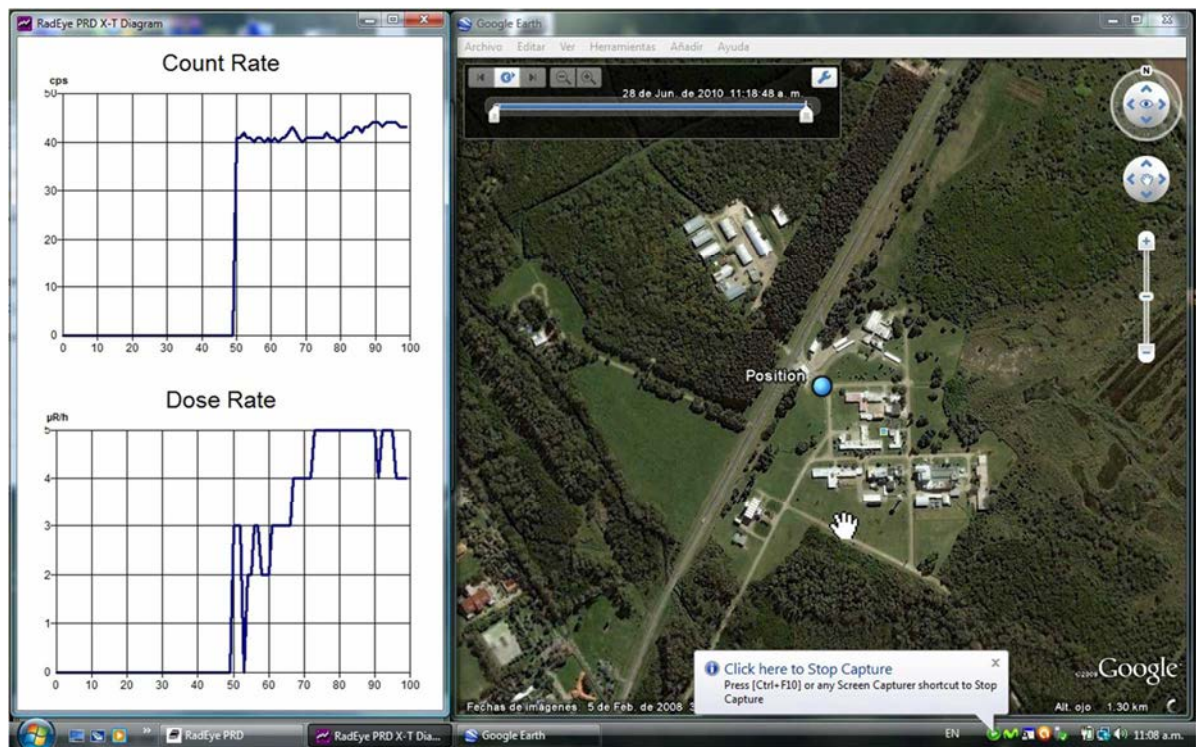 RadEye PRD X-T Diagram
Count Rate
cps
50
40
30
20
10
0
0 10 20 30 40 50 60 70 80 90 100
Dose Rate
µR/h
5
4
3
2
1
0
0 10 20 30 40 50 60 70 80 90 100
Google Earth
Archivo Editar Ver Herramientas Añadir Ayuda
28 de Jun. de 2010 11:18:48 a. m.
N
Position
Click here to Stop Capture
Press [Ctrl+F10] or any Screen Capturer shortcut to Stop
Capture
©2009 Google
Fechas de imágenes 5 de Feb. de 2008
Alt. ojo 1.30 km
RadEye PRD
RadEye PRD X-T Dia...
Google Earth
EN
11:08 a.m.